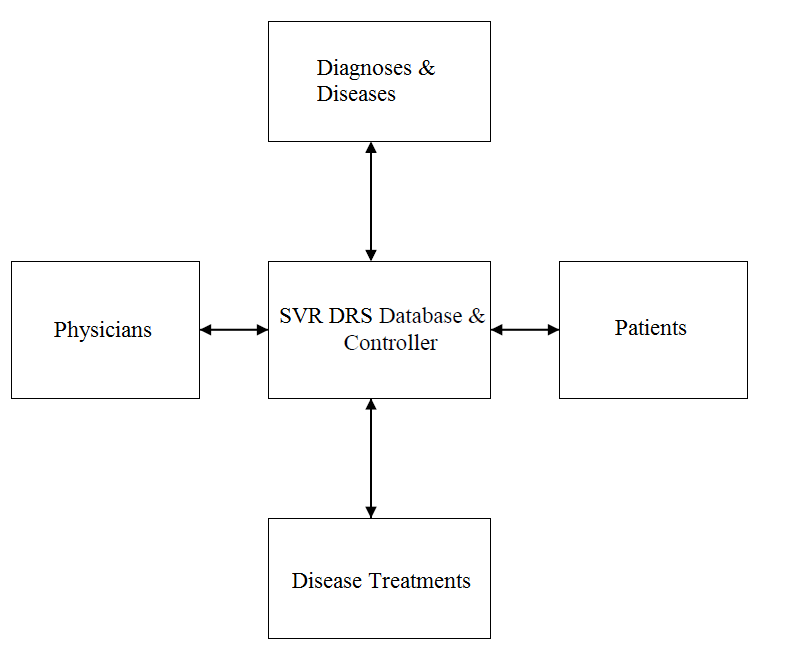 Diagnoses &
Diseases
Physicians
SVR DRS Database &
Controller
Patients
Disease Treatments